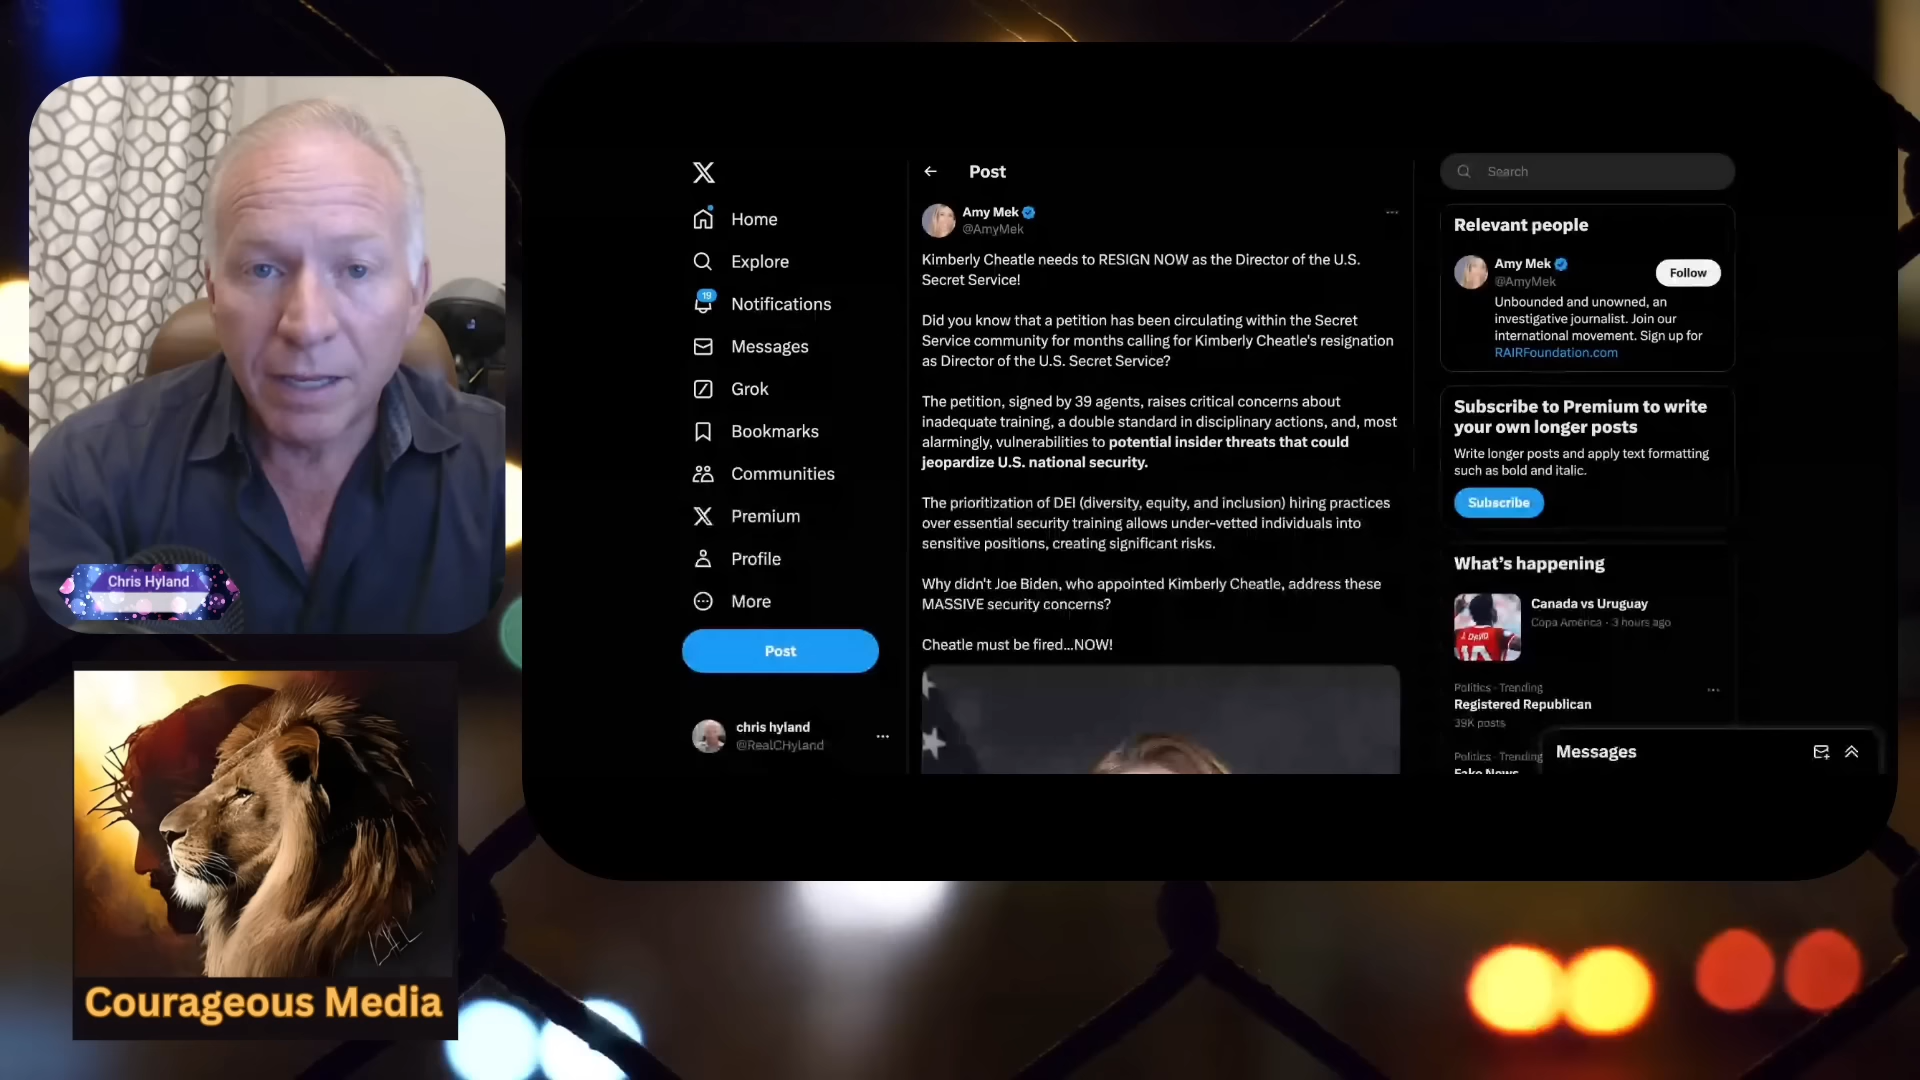 Chris Hyland
Courageous Media
Home
Explore
19
Notifications
Messages
Grok
Bookmarks
Communities
Premium
Profile
More
Post
chris hyland
@RealCHyland
Post
Amy Mek
@AmyMek
Kimberly Cheatle needs to RESIGN NOW as the Director of the U.S.
Secret Service!
Did you know that a petition has been circulating within the Secret
Service community for months calling for Kimberly Cheatle's resignation
as Director of the U.S. Secret Service?
The petition, signed by 39 agents, raises critical concerns about
inadequate training, a double standard in disciplinary actions, and, most
alarmingly, vulnerabilities to potential insider threats that could
jeopardize U.S. national security.
The prioritization of DEI (diversity, equity, and inclusion) hiring practices
over essential security training allows under-vetted individuals into
sensitive positions, creating significant risks.
Why didn't Joe Biden, who appointed Kimberly Cheatle, address these
MASSIVE security concerns?
Cheatle must be fired...NOW!
Search
Relevant people
Amy Mek
@AmyMek
Follow
Unbounded and unowned, an
investigative journalist. Join our
international movement. Sign up for
RAIRFoundation.com
Subscribe to Premium to write
your own longer posts
Write longer posts and apply text formatting
such as bold and italic.
Subscribe
What's happening
Canada vs Uruguay
Copa América · 3 hours ago
J. DAVID
10
Politics · Trending
Registered Republican
39K posts
Politics · Trending
Fake News
Messages